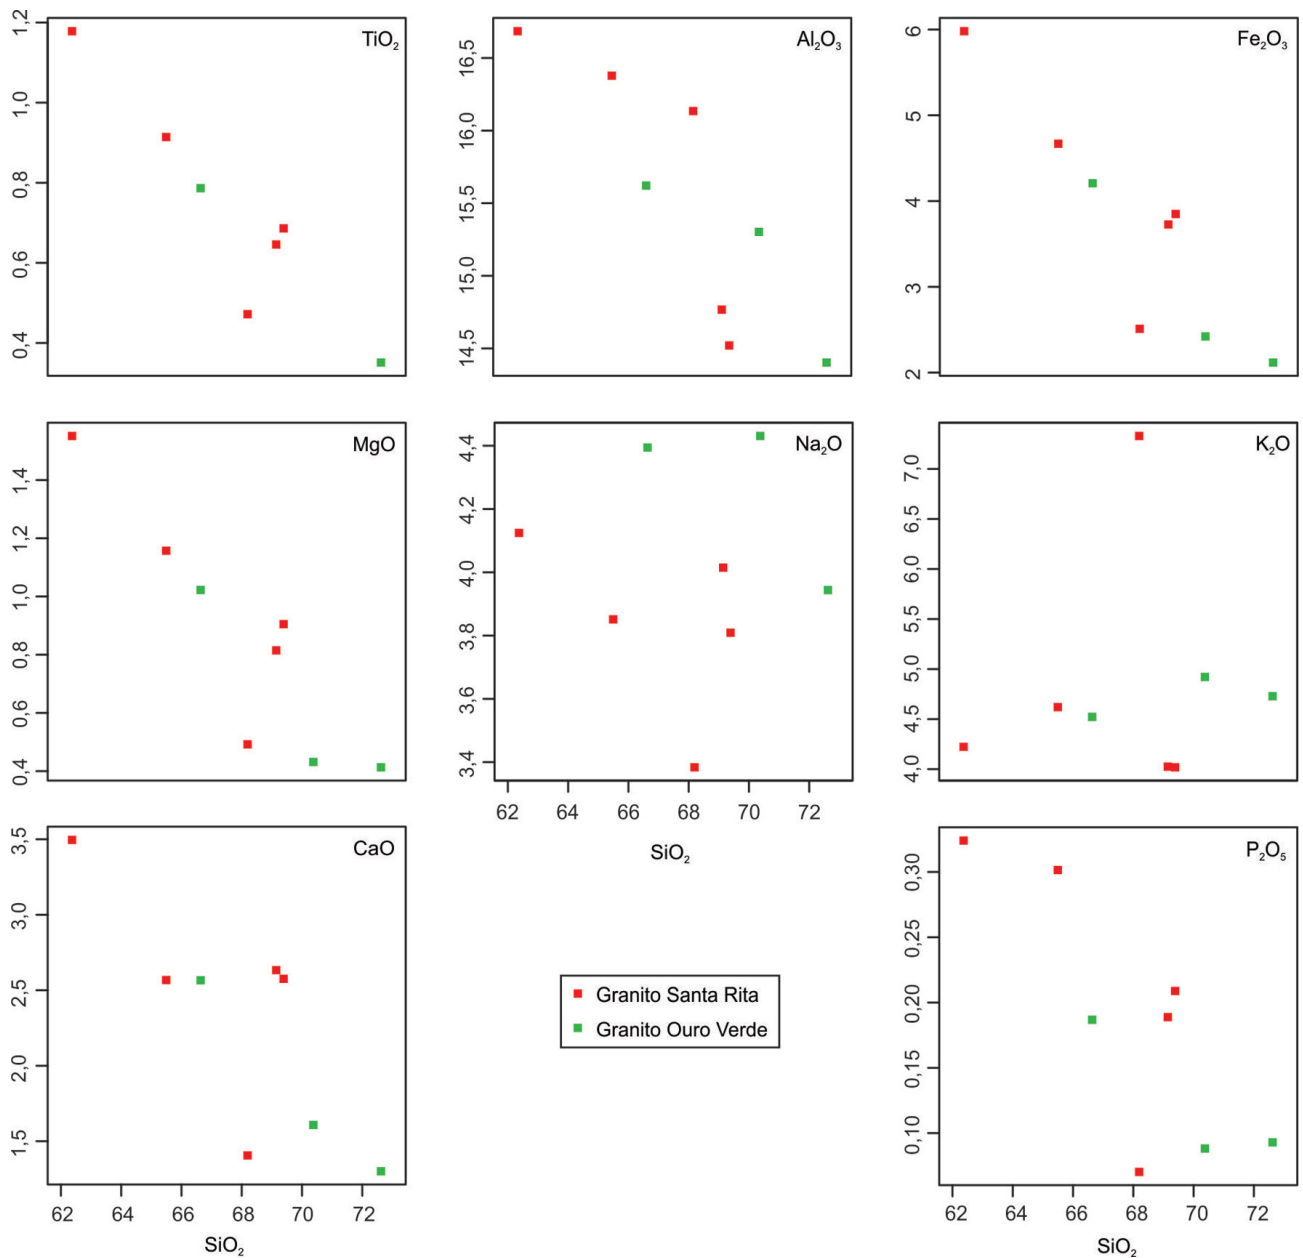 TiO₂
1,2
1,0
0,8
0,6
0,4
Al₂O₃
16,5
16,0
15,5
15,0
14,5
Fe₂O₃
6
5
4
3
2
MgO
1,4
1,2
1,0
0,8
0,6
0,4
Na₂O
4,4
4,2
4,0
3,8
3,6
3,4
62 64 66 68 70 72
SiO₂
K₂O
7,0
6,5
6,0
5,5
5,0
4,5
4,0
CaO
3,5
3,0
2,5
2,0
1,5
62 64 66 68 70 72
SiO₂
Granito Santa Rita
Granito Ouro Verde
P₂O₅
0,30
0,25
0,20
0,15
0,10
62 64 66 68 70 72
SiO₂